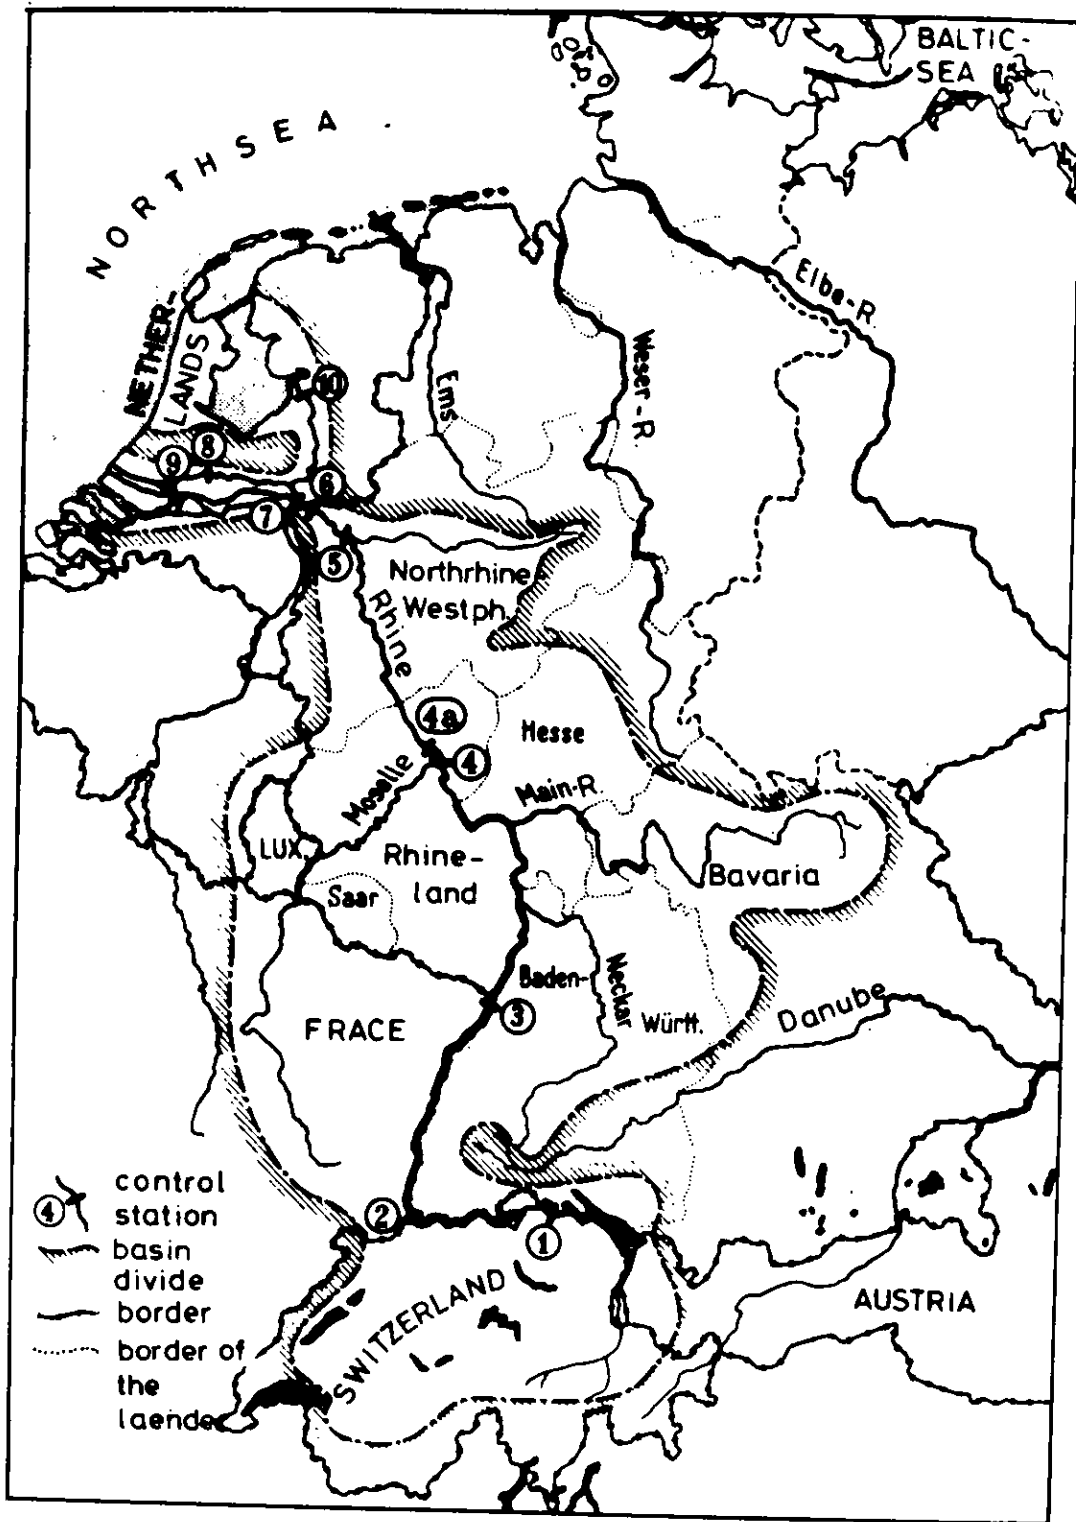 BALTIC-
SEA
NORTHSEA
Elbe-R.
NETHER-
LANDS
Weser-R.
Ems
10
8
9
6
7
5
Northrhine
Westph.
Rhine
4a
4
Hesse
Moselle
Main-R.
LUX.
Rhine-
land
Saar
Bavaria
Baden-
Neckar
Württ.
3
FRACE
Danube
4
control
station
basin
divide
border
border of
the
laender
2
1
SWITZERLAND
AUSTRIA